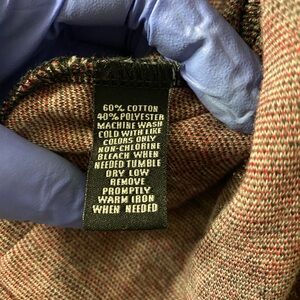 60% COTTON
40% POLYESTER
MACHINE WASH
COLD WITH LIKE
COLORS ONLY
NON-CHLORINE
BLEACH WHEN
NEEDED TUMBLE
DRY LOW
REMOVE
PROMPTLY
WARM IRON
WHEN NEEDED